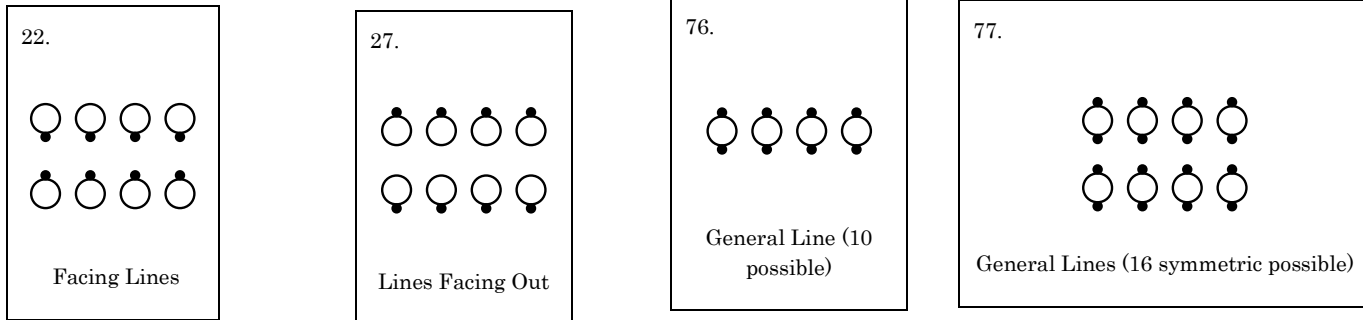 22.
Facing Lines
27.
Lines Facing Out
76.
General Line (10
possible)
77.
General Lines (16 symmetric possible)